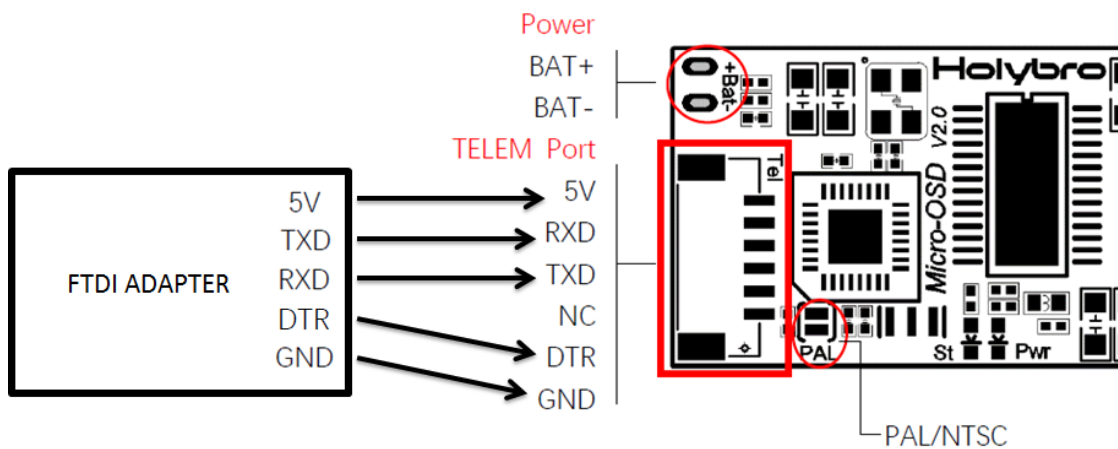 Power
BAT+
BAT-
TELEM Port
5V
RXD
TXD
NC
DTR
GND
FTDI ADAPTER
5V
TXD
RXD
DTR
GND
+Bat-
Tel
Holybro
Micro-OSD V2.0
PAL
St
Pwr
PAL/NTSC